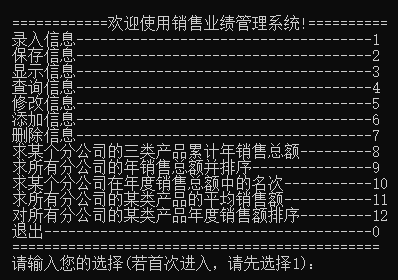 ============欢迎使用销售业绩管理系统!==========
录入信息-------------------------------------1
保存信息-------------------------------------2
显示信息-------------------------------------3
查询信息-------------------------------------4
修改信息-------------------------------------5
添加信息-------------------------------------6
删除信息-------------------------------------7
求某个分公司的三类产品累计年销售总额---------8
求所有分公司的年销售总额并排序---------------9
求某个分公司在年度销售总额中的名次-----------10
求所有分公司的某类产品的平均销售额-----------11
对所有分公司的某类产品年度销售额排序---------12
退出-----------------------------------------0
==============================================
请输入您的选择(若首次进入，请先选择1):